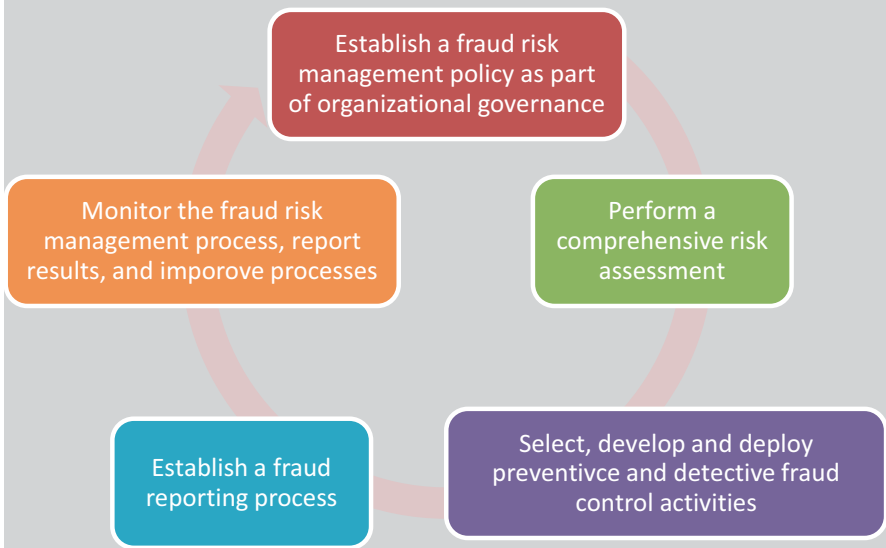 Establish a fraud risk
management policy as part
of organizational governance
Perform a
comprehensive risk
assessment
Select, develop and deploy
preventivce and detective fraud
control activities
Establish a fraud
reporting process
Monitor the fraud risk
management process, report
results, and imporove processes